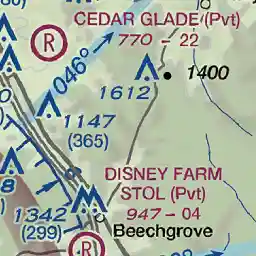 CEDAR GLADE (Pvt)
R
770 - 22
046°
1400
1612
1147
(365)
DISNEY FARM
STOL (Pvt)
947 - 04
1342
(299)
Beechgrove
R